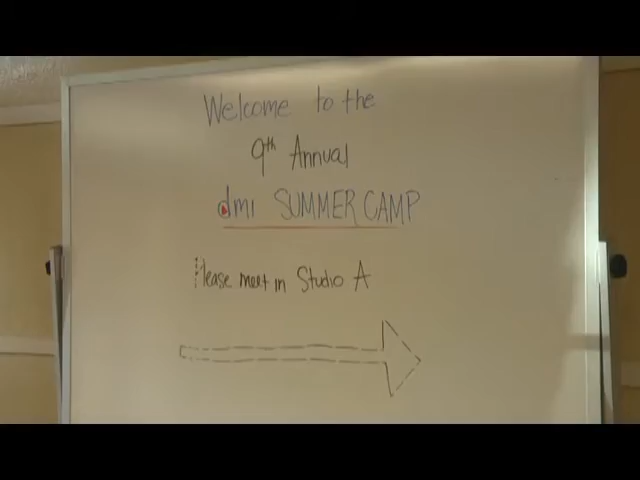 Welcome to the
9th Annual
dmi SUMMER CAMP
Please meet in Studio A